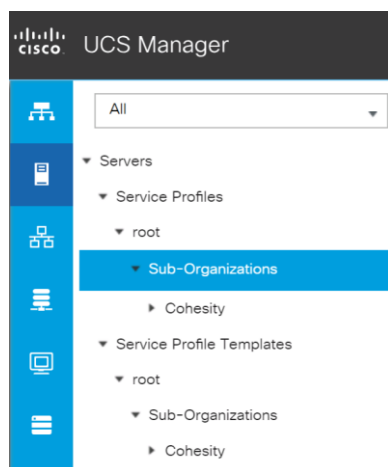 cisco.
UCS Manager
All
Servers
Service Profiles
root
Sub-Organizations
Cohesity
Service Profile Templates
root
Sub-Organizations
Cohesity